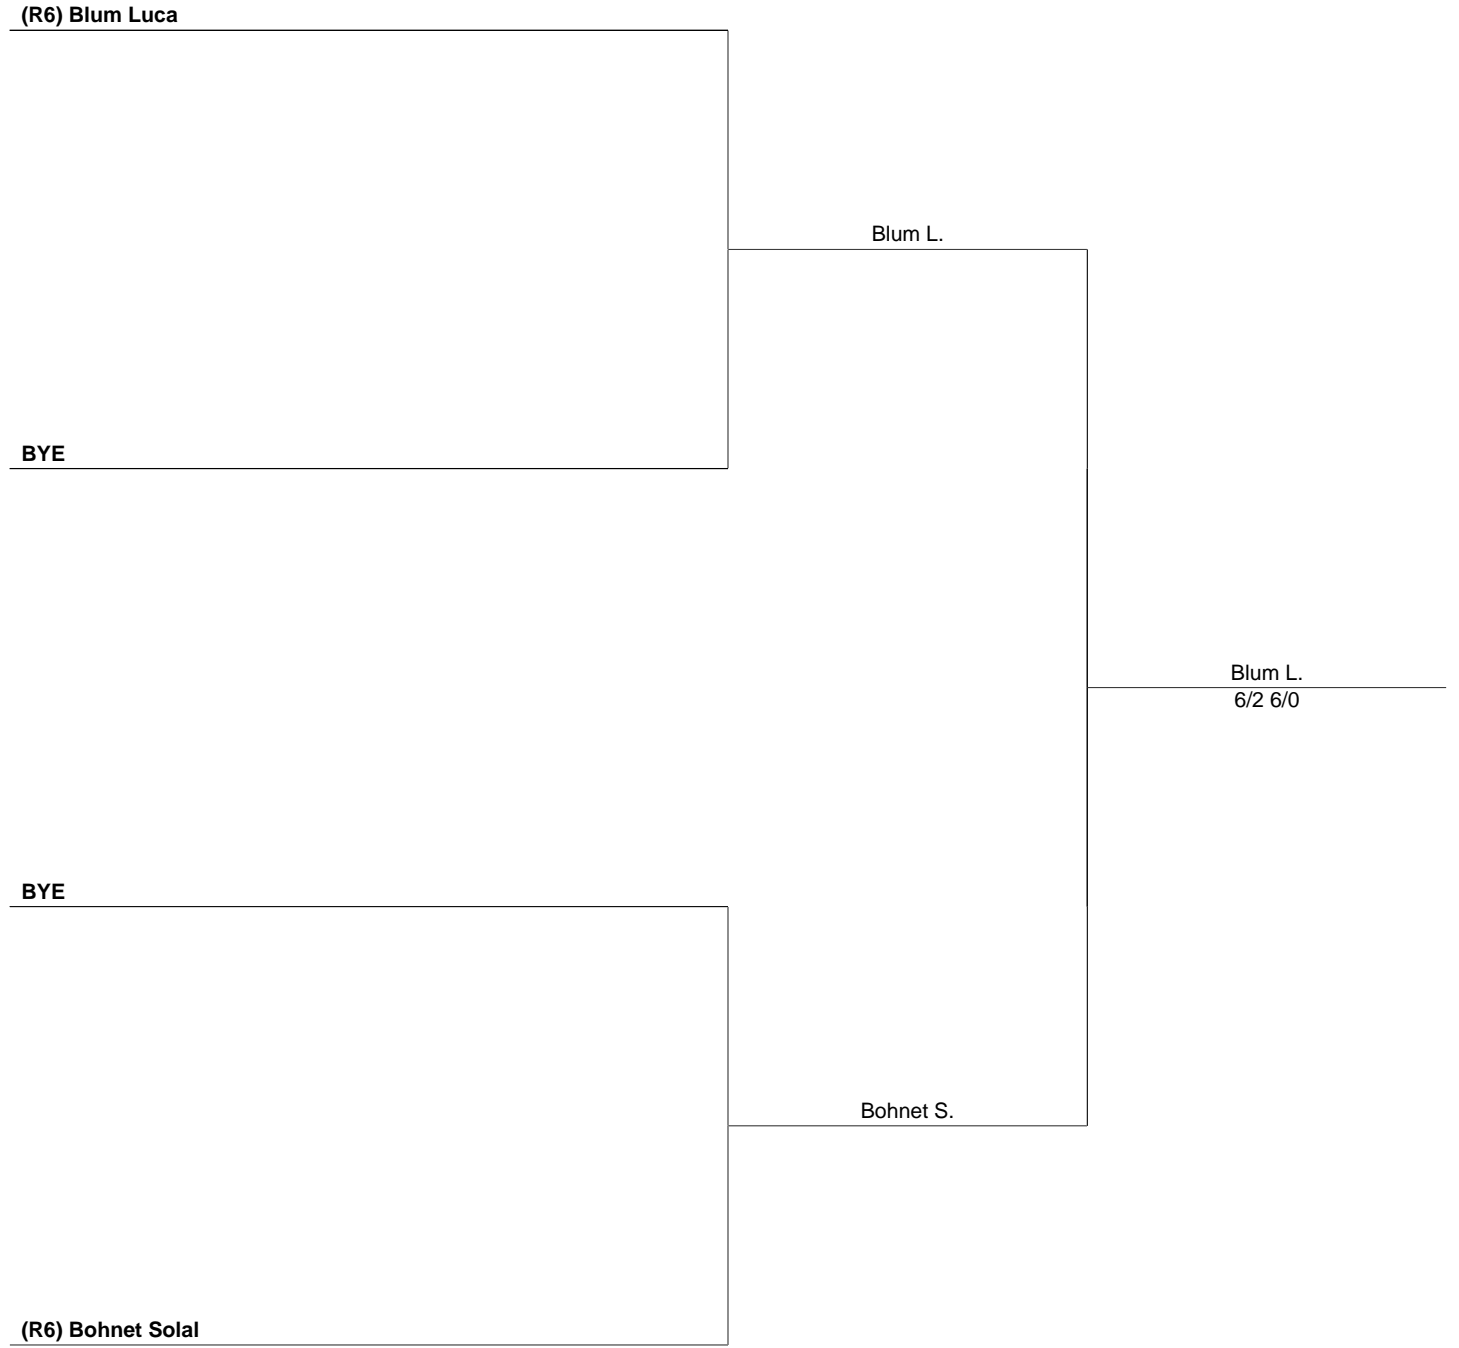 (R6) Blum Luca
Blum L.
BYE
Blum L.
6/2 6/0
BYE
Bohnet S.
(R6) Bohnet Solal